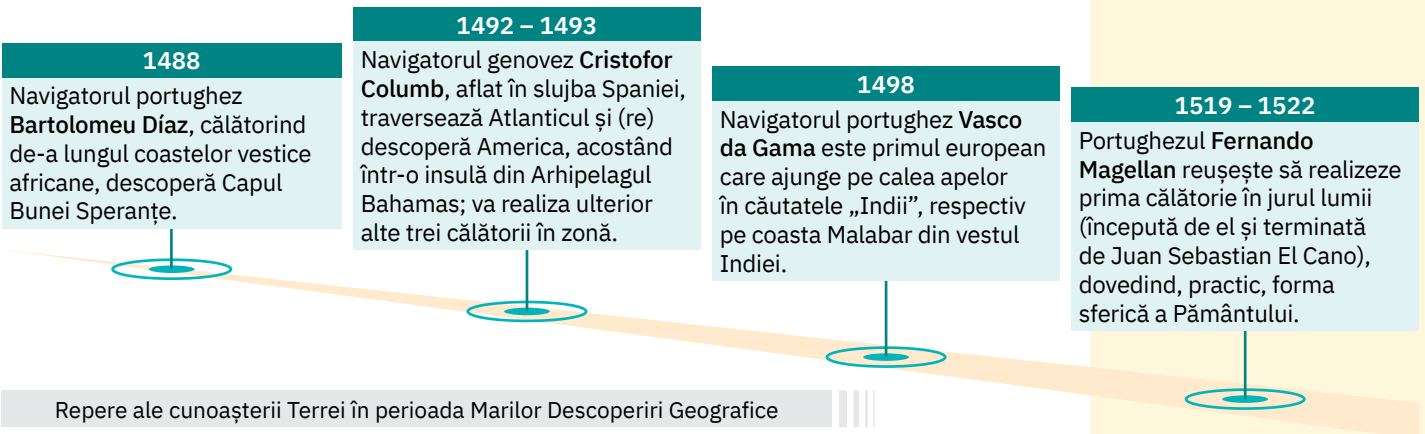 1488
Navigatorul portughez
Bartolomeu Díaz, călătorind
de-a lungul coastelor vestice
africane, descoperă Capul
Bunei Speranțe.
1492 – 1493
Navigatorul genovez Cristofor
Columb, aflat în slujba Spaniei,
traversează Atlanticul și (re)
descoperă America, acostând
într-o insulă din Arhipelagul
Bahamas; va realiza ulterior
alte trei călătorii în zonă.
1498
Navigatorul portughez Vasco
da Gama este primul european
care ajunge pe calea apelor
în căutatele „Indii”, respectiv
pe coasta Malabar din vestul
Indiei.
1519 – 1522
Portughezul Fernando
Magellan reușește să realizeze
prima călătorie în jurul lumii
(începută de el și terminată
de Juan Sebastian El Cano),
dovedind, practic, forma
sferică a Pământului.
Repere ale cunoașterii Terrei în perioada Marilor Descoperiri Geografice